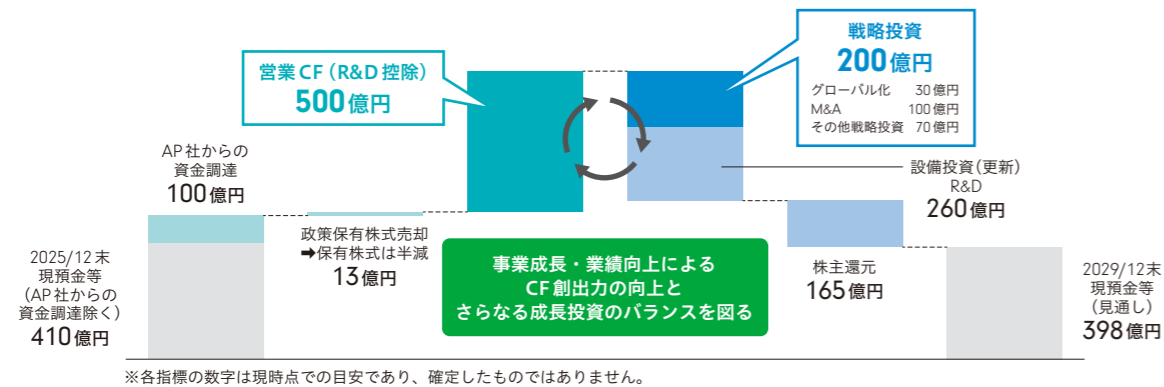 営業CF（R&D控除）
500億円
戦略投資
200億円
グローバル化 30億円
M&A 100億円
その他戦略投資 70億円
AP社からの
資金調達
100億円
設備投資（更新）
R&D
260億円
2025/12末
現預金等
（AP社からの
資金調達除く）
410億円
政策保有株式売却
➡保有株式は半減
13億円
事業成長・業績向上による
CF創出力の向上と
さらなる成長投資のバランスを図る
株主還元
165億円
2029/12末
現預金等
（見通し）
398億円
※各指標の数字は現時点での目安であり、確定したものではありません。